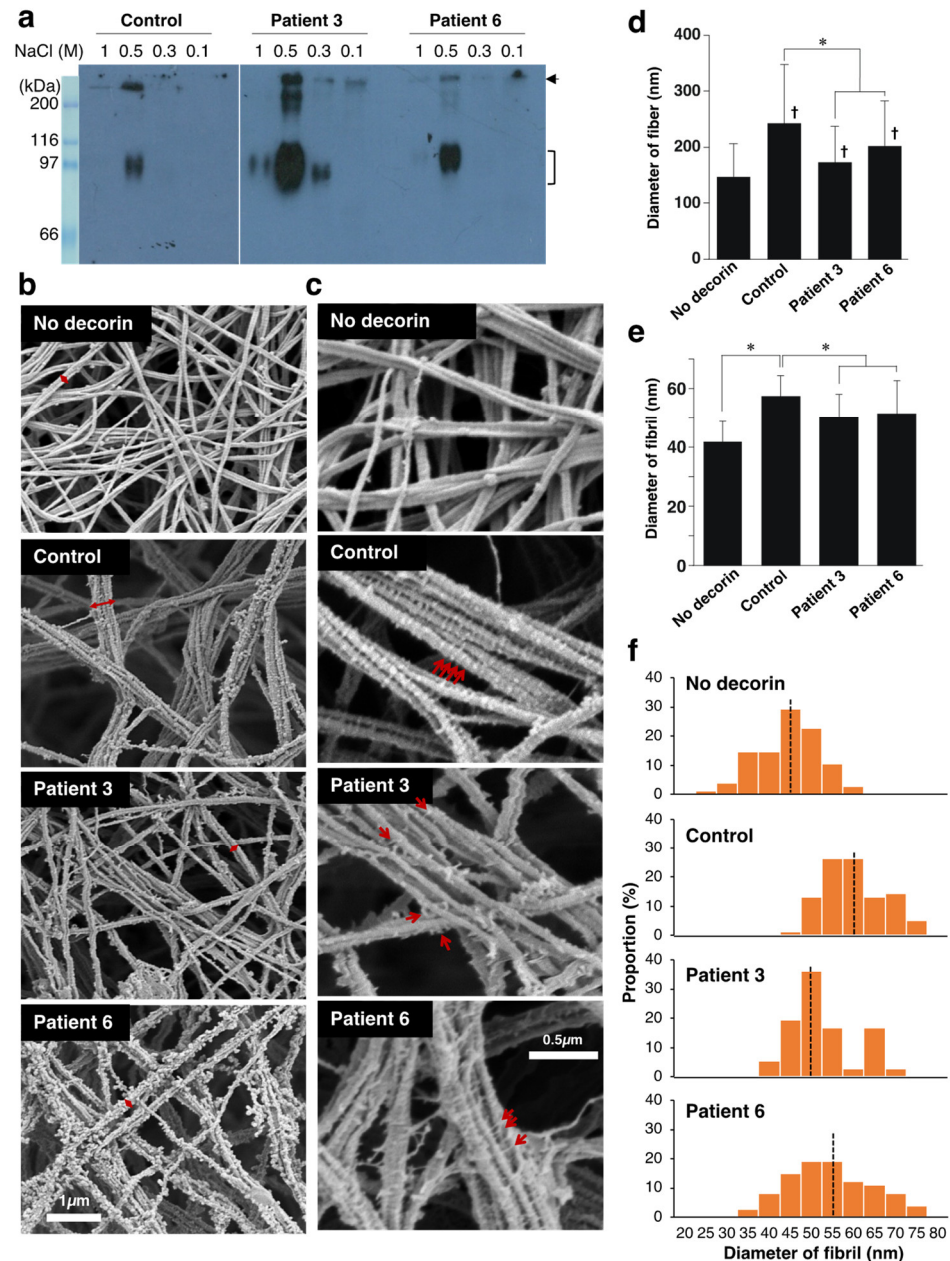 a
Control Patient 3 Patient 6
NaCl (M) 1 0.5 0.3 0.1 1 0.5 0.3 0.1 1 0.5 0.3 0.1
(kDa)
200
116
97
66
b
No decorin
Control
Patient 3
Patient 6
1μm
c
No decorin
Control
Patient 3
Patient 6
0.5μm
d
Diameter of fiber (nm)
400
300
200
100
0
*
† † †
No decorin Control Patient 3 Patient 6
e
Diameter of fibril (nm)
60
40
20
0
* *
No decorin Control Patient 3 Patient 6
f
Proportion (%)
No decorin
40
30
20
10
0
Control
40
30
20
10
0
Patient 3
40
30
20
10
0
Patient 6
40
30
20
10
0
20 25 30 35 40 45 50 55 60 65 70 75 80
Diameter of fibril (nm)